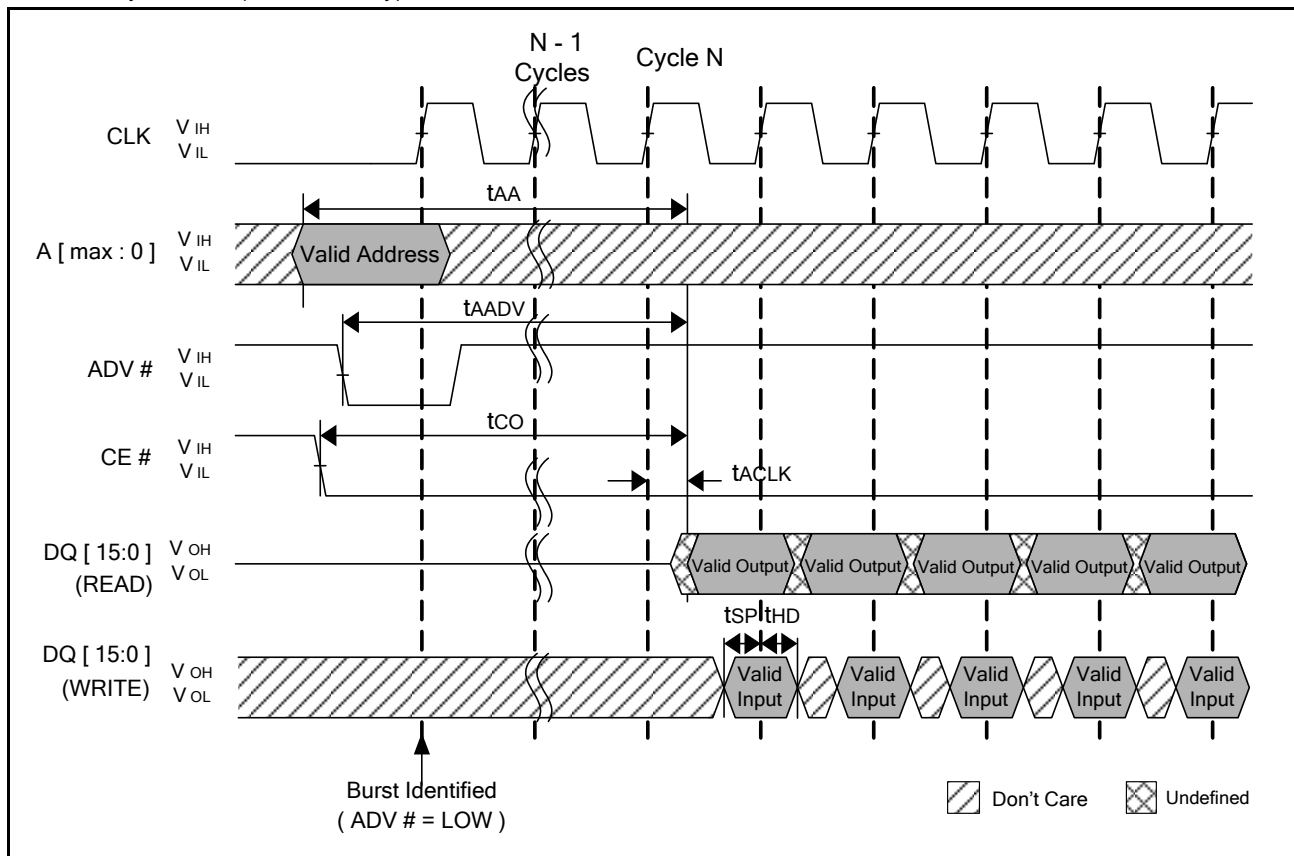 N - 1
Cycles
Cycle N
CLK
V IH
V IL
tAA
A [ max : 0 ]
V IH
V IL
Valid Address
tAADV
ADV #
V IH
V IL
tCO
CE #
V IH
V IL
tACLK
DQ [ 15:0 ]
(READ)
V OH
V OL
Valid Output
Valid Output
Valid Output
Valid Output
Valid Output
tSP
tHD
DQ [ 15:0 ]
(WRITE)
V OH
V OL
Valid
Input
Valid
Input
Valid
Input
Valid
Input
Valid
Input
Burst Identified
( ADV # = LOW )
Don't Care
Undefined